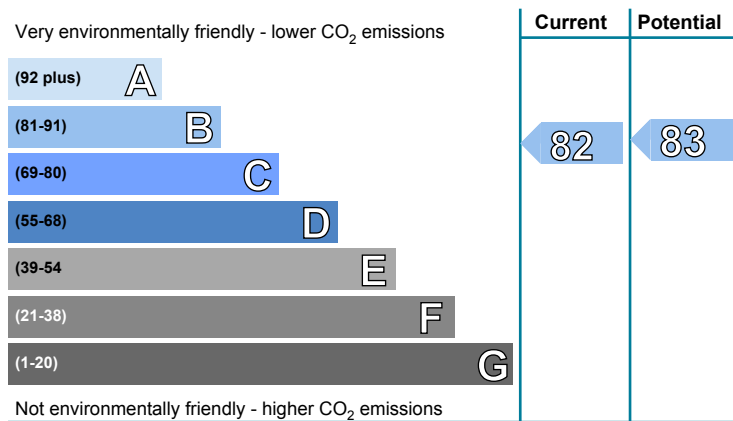 Very environmentally friendly - lower CO2 emissions
Current
Potential
(92 plus) A
(81-91) B
(69-80) C
(55-68) D
(39-54 E
(21-38) F
(1-20) G
82
83
Not environmentally friendly - higher CO2 emissions